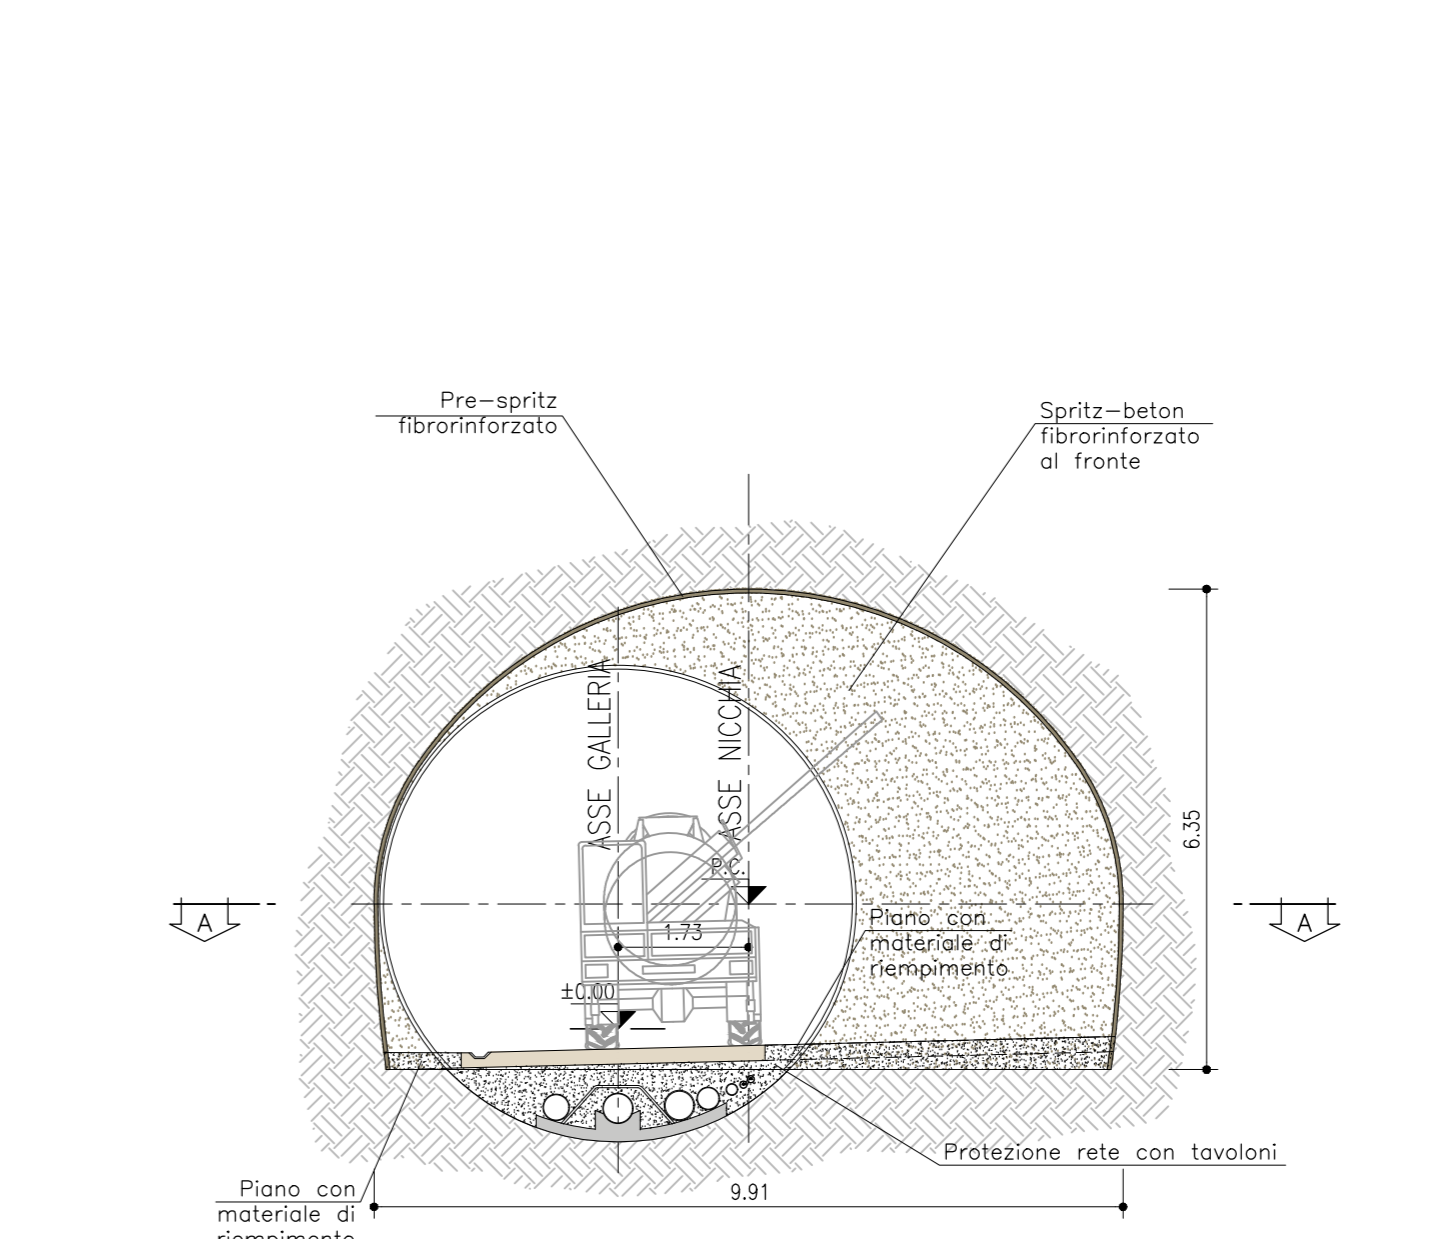 Pre-spritz
fibrorinforzato
Spritz-beton
fibrorinforzato
al fronte
ASSE GALLERIA
ASSE NICCHIA
6.35
P.C.
A
A
1.73
Piano con
materiale di
riempimento
±0.00
Protezione rete con tavoloni
9.91
Piano con
materiale di
riempimento